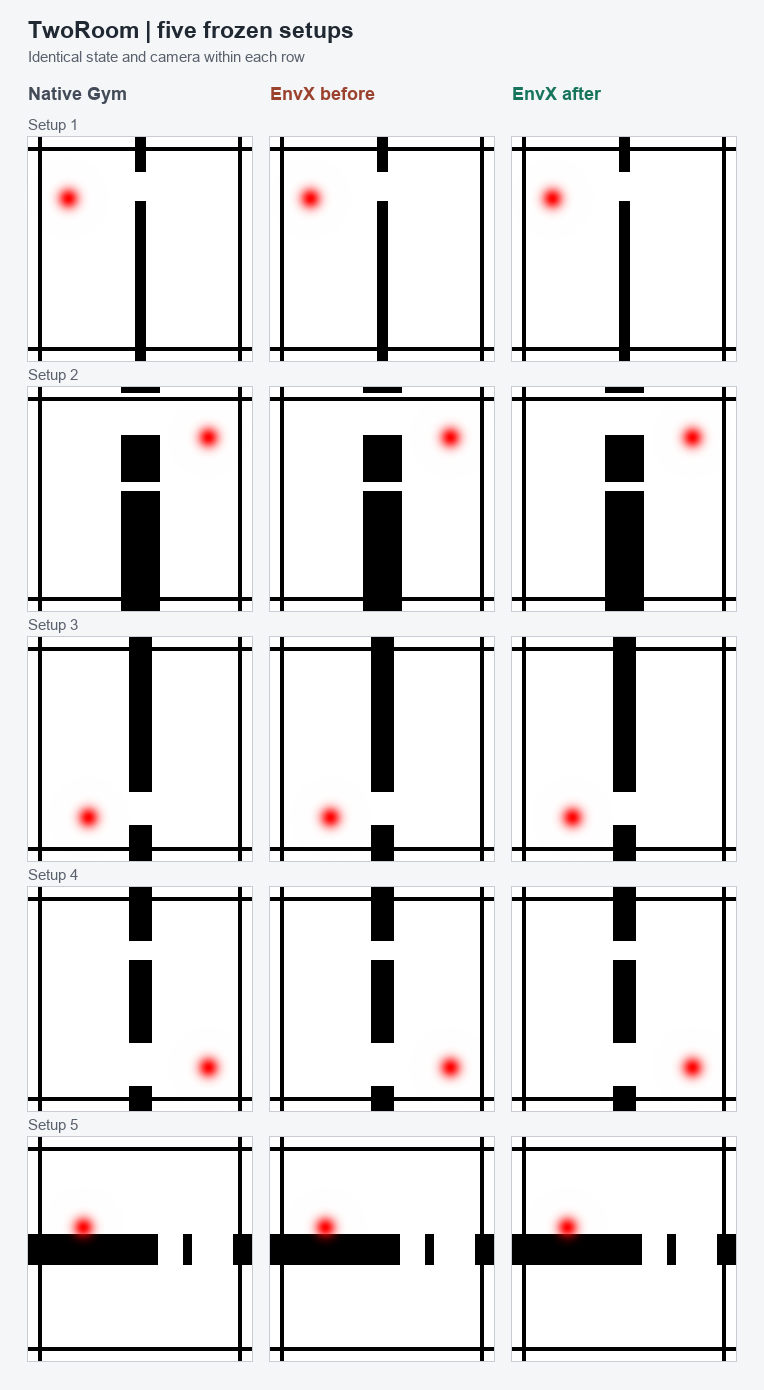 TwoRoom | five frozen setups
Identical state and camera within each row
Native Gym EnvX before EnvX after
Setup 1
Setup 2
Setup 3
Setup 4
Setup 5